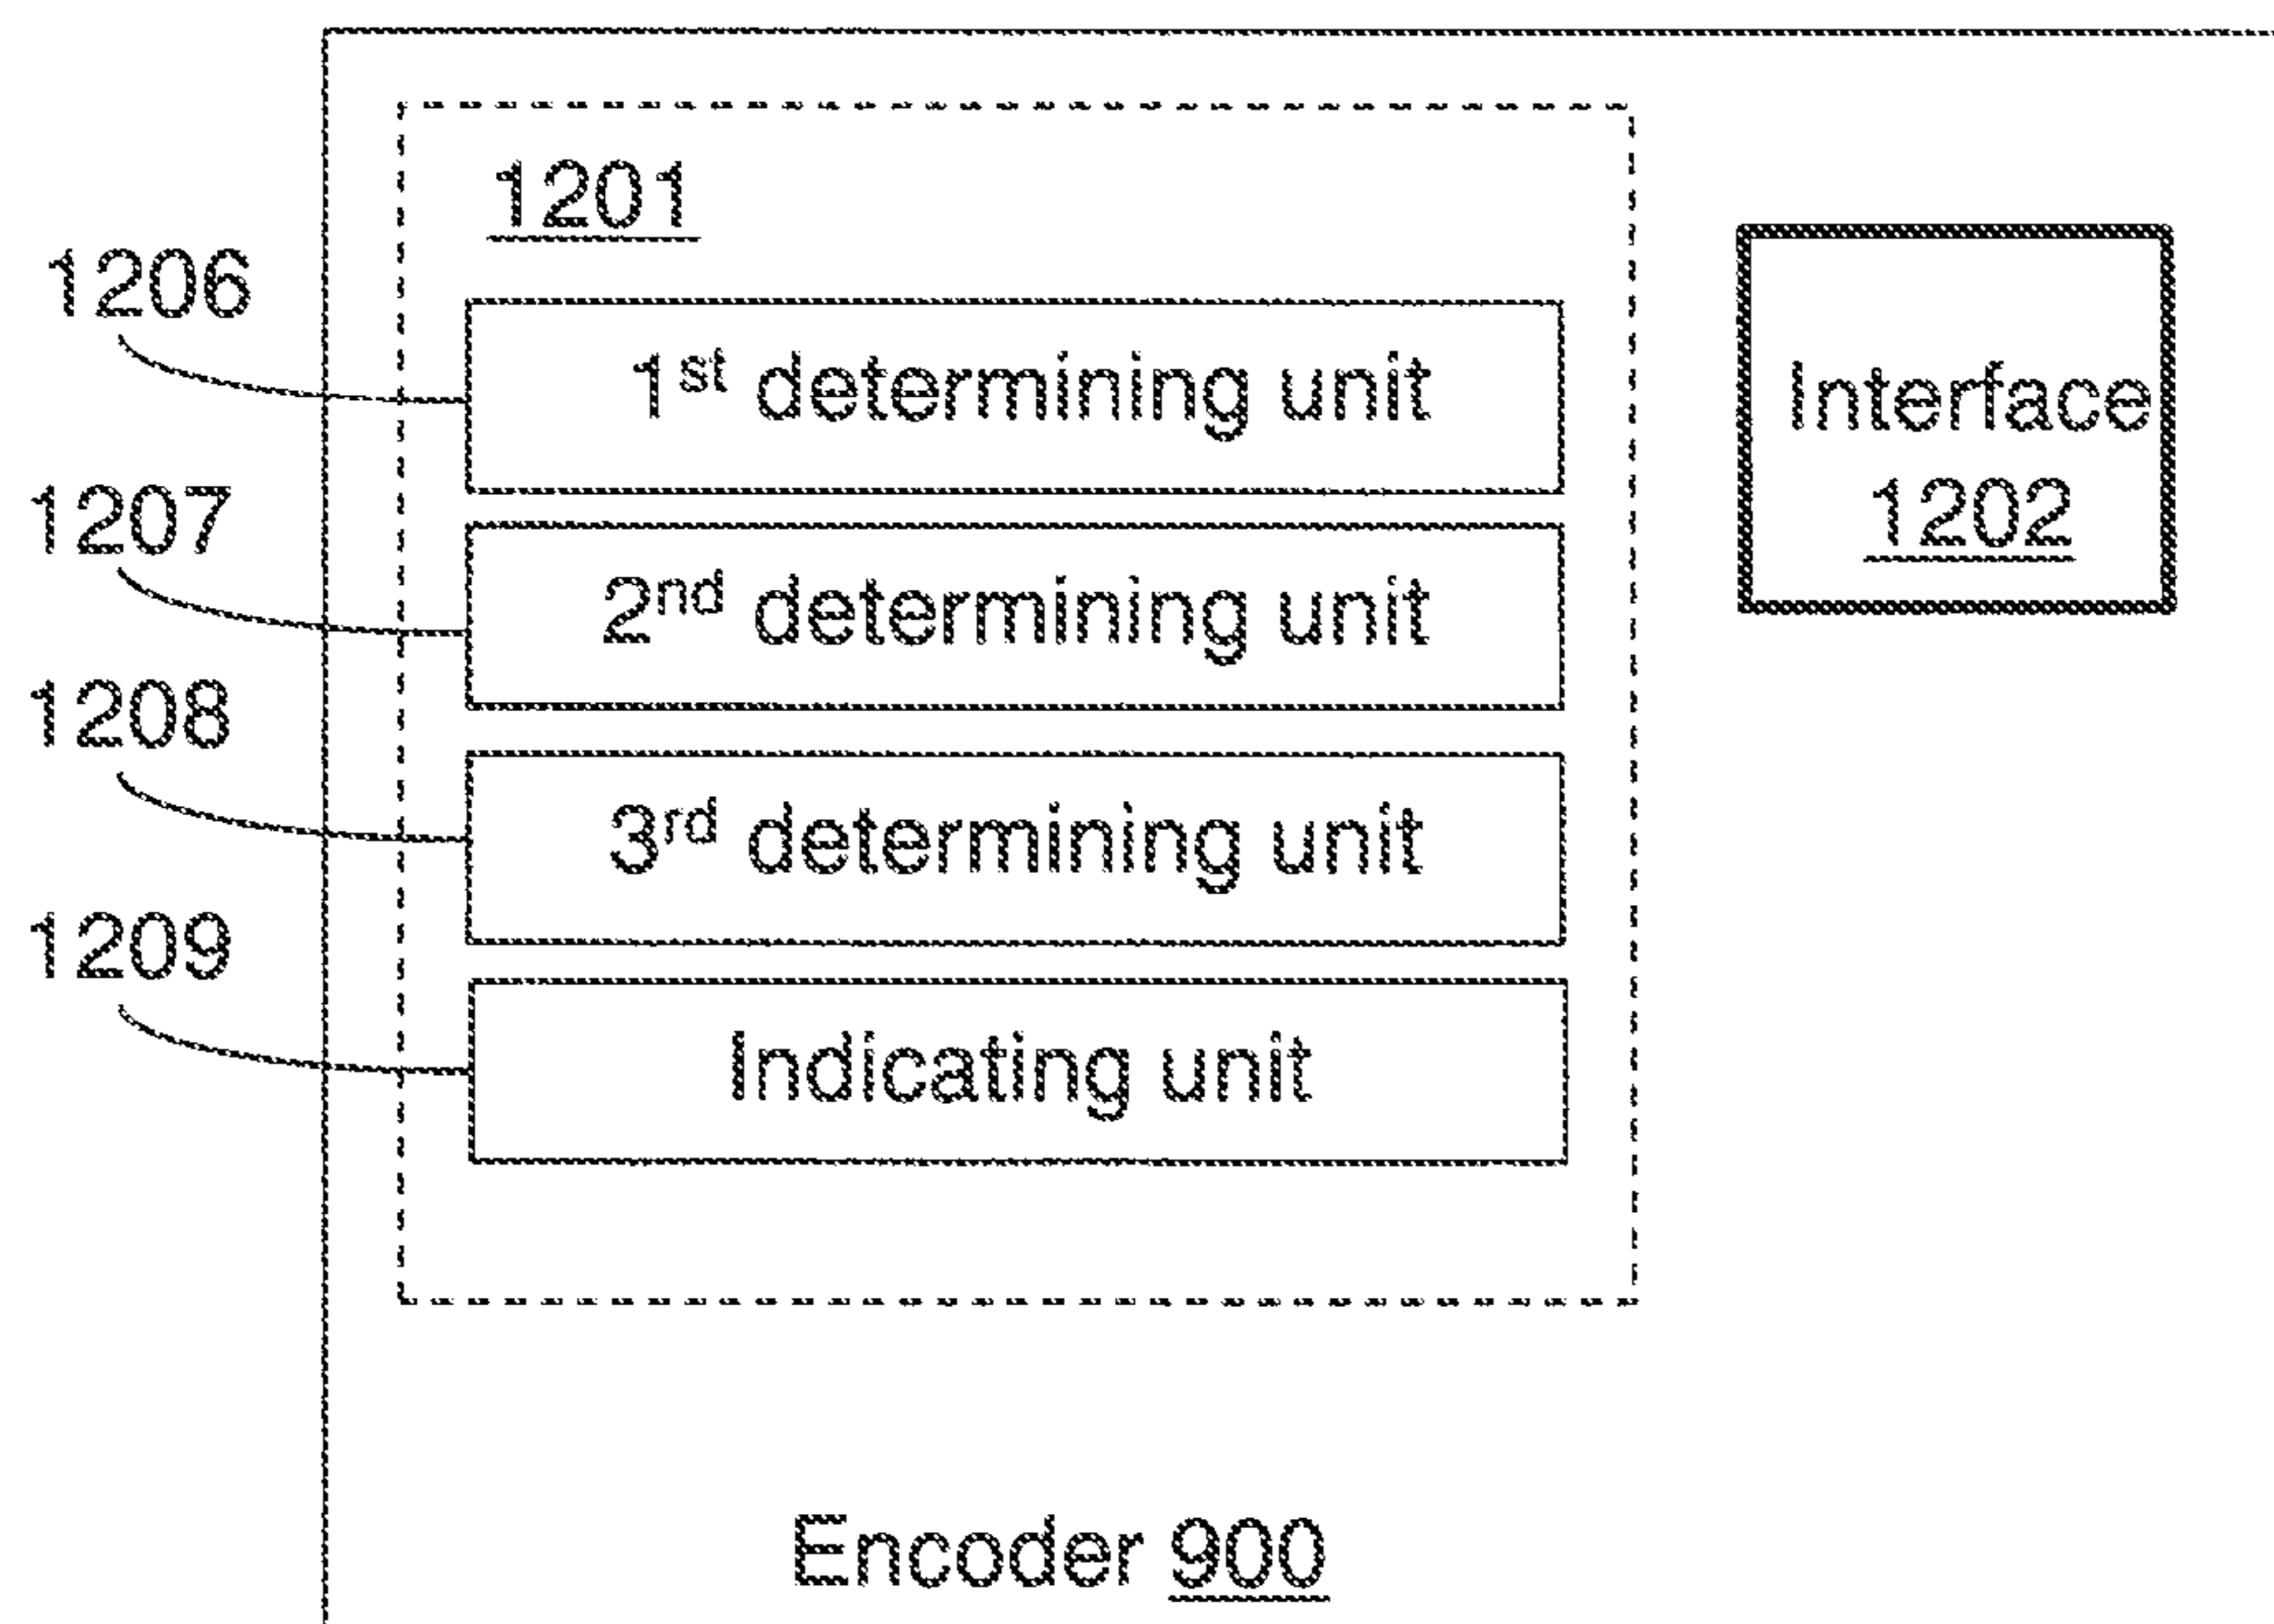 1201
1206
1st determining unit
Interface
1202
1207
2nd determining unit
1208
3rd determining unit
1209
Indicating unit
Encoder 900